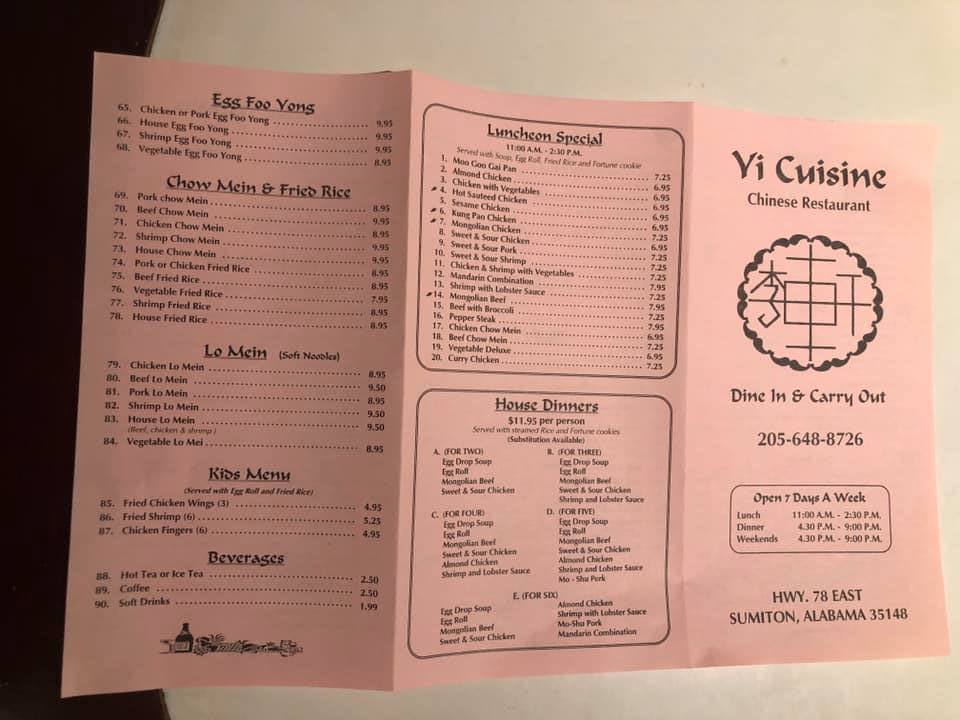 Egg Foo Yong
65. Chicken or Pork Egg Foo Yong 9.95
66. House Egg Foo Yong 9.95
67. Shrimp Egg Foo Yong 9.95
68. Vegetable Egg Foo Yong 8.95
Chow Mein & Fried Rice
69. Pork chow Mein 8.95
70. Beef Chow Mein 9.95
71. Chicken Chow Mein 8.95
72. Shrimp Chow Mein 9.95
73. House Chow Mein 9.95
74. Pork or Chicken Fried Rice 8.95
75. Beef Fried Rice 8.95
76. Vegetable Fried Rice 7.95
77. Shrimp Fried Rice 8.95
78. House Fried Rice 8.95
Lo Mein (Soft Noodles)
79. Chicken Lo Mein 8.95
80. Beef Lo Mein 9.50
81. Pork Lo Mein 8.95
82. Shrimp Lo Mein 9.50
83. House Lo Mein 9.50
(Beef, chicken & shrimp)
84. Vegetable Lo Mei 8.95
Kids Menu
(Served with Egg Roll and Fried Rice)
85. Fried Chicken Wings (3) 4.95
86. Fried Shrimp (6) 5.25
87. Chicken Fingers (6) 4.95
Beverages
88. Hot Tea or Ice Tea 2.50
89. Coffee 2.50
90. Soft Drinks 1.99
Luncheon Special
11:00 A.M. - 2:30 P.M.
Served with Soup, Egg Roll, Fried Rice and Fortune cookie
1. Moo Goo Gai Pan 7.25
2. Almond Chicken 6.95
3. Chicken with Vegetables 6.95
4. Hot Sauteed Chicken 6.95
5. Sesame Chicken 6.95
6. Kung Pao Chicken 6.95
7. Mongolian Chicken 7.25
8. Sweet & Sour Chicken 6.95
9. Sweet & Sour Pork 7.25
10. Sweet & Sour Shrimp 7.25
11. Chicken & Shrimp with Vegetables 7.25
12. Mandarin Combination 7.95
13. Shrimp with Lobster Sauce 7.25
14. Mongolian Beef 7.95
15. Beef with Broccoli 7.25
16. Pepper Steak 7.95
17. Chicken Chow Mein 6.95
18. Beef Chow Mein 7.25
19. Vegetable Deluxe 6.95
20. Curry Chicken 7.25
House Dinners
$11.95 per person
Served with steamed Rice and Fortune cookies
(Substitution Available)
A. (FOR TWO)
Egg Drop Soup
Egg Roll
Mongolian Beef
Sweet & Sour Chicken
B. (FOR THREE)
Egg Drop Soup
Egg Roll
Mongolian Beef
Sweet & Sour Chicken
Shrimp and Lobster Sauce
C. (FOR FOUR)
Egg Drop Soup
Egg Roll
Mongolian Beef
Sweet & Sour Chicken
Almond Chicken
Shrimp and Lobster Sauce
D. (FOR FIVE)
Egg Drop Soup
Egg Roll
Mongolian Beef
Sweet & Sour Chicken
Almond Chicken
Shrimp and Lobster Sauce
Mo - Shu Pork
E. (FOR SIX)
Egg Drop Soup
Egg Roll
Mongolian Beef
Sweet & Sour Chicken
Almond Chicken
Shrimp with Lobster Sauce
Mo-Shu Pork
Mandarin Combination
Yi Cuisine
Chinese Restaurant
Dine In & Carry Out
205-648-8726
Open 7 Days A Week
Lunch 11:00 A.M. - 2:30 P.M.
Dinner 4.30 P.M. - 9:00 P.M.
Weekends 4.30 P.M. - 9:00 P.M.
HWY. 78 EAST
SUMITON, ALABAMA 35148